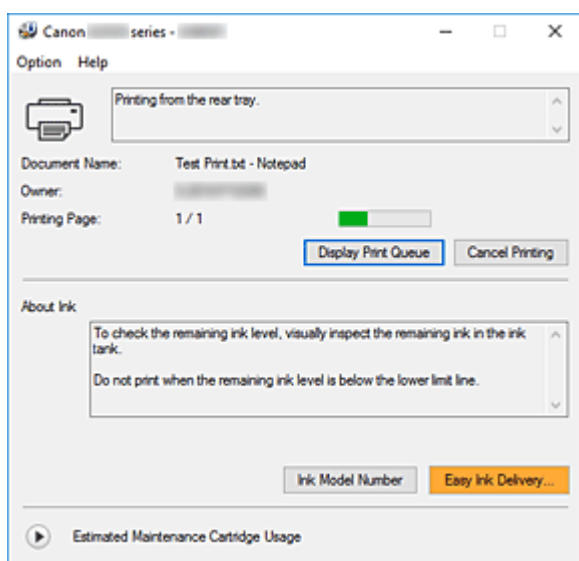 Canon series -
Option Help
Printing from the rear tray.
Document Name: Test Print.txt - Notepad
Owner:
Printing Page: 1 / 1
Display Print Queue Cancel Printing
About Ink
To check the remaining ink level, visually inspect the remaining ink in the ink
tank.
Do not print when the remaining ink level is below the lower limit line.
Ink Model Number Easy Ink Delivery...
Estimated Maintenance Cartridge Usage